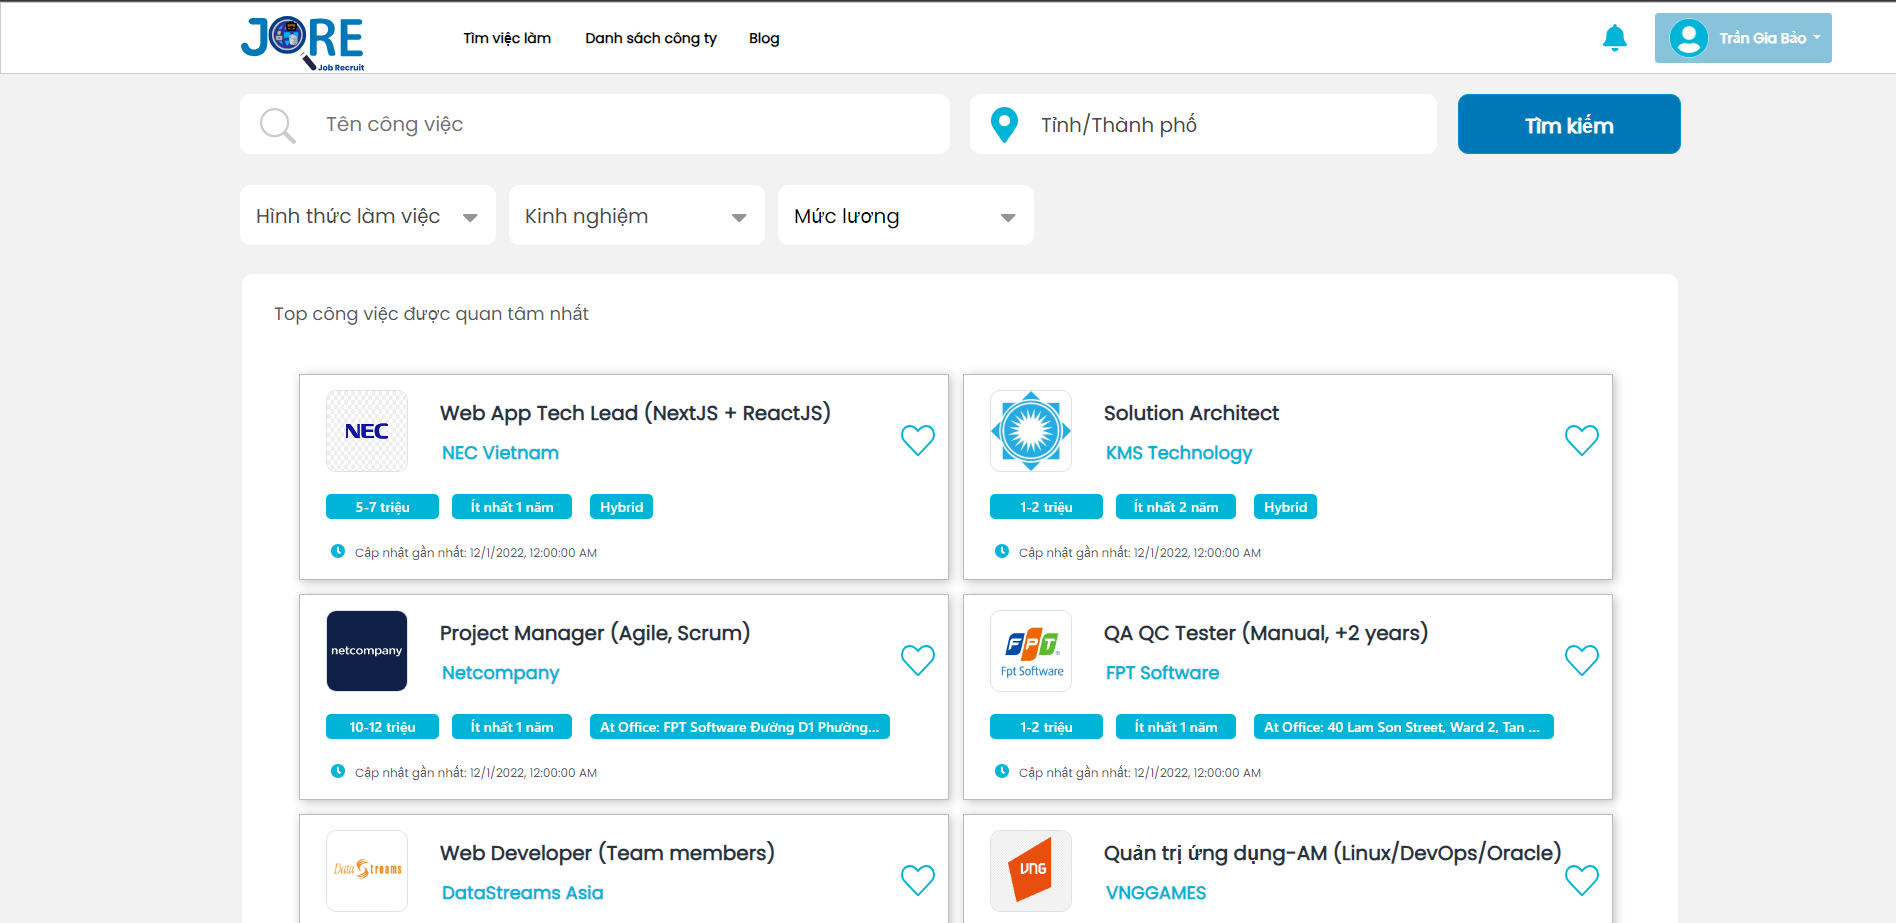 JORE
Job Recruit
Tìm việc làm
Danh sách công ty
Blog
Trần Gia Bảo
Tên công việc
Tỉnh/Thành phố
Tìm kiếm
Hình thức làm việc
Kinh nghiệm
Mức lương
Top công việc được quan tâm nhất
NEC
Web App Tech Lead (NextJS + ReactJS)
NEC Vietnam
5-7 triệu
Ít nhất 1 năm
Hybrid
Cập nhật gần nhất: 12/1/2022, 12:00:00 AM
Solution Architect
KMS Technology
1-2 triệu
Ít nhất 2 năm
Hybrid
Cập nhật gần nhất: 12/1/2022, 12:00:00 AM
netcompany
Project Manager (Agile, Scrum)
Netcompany
10-12 triệu
Ít nhất 1 năm
At Office: FPT Software Đường D1 Phường...
Cập nhật gần nhất: 12/1/2022, 12:00:00 AM
FPT
Fpt Software
QA QC Tester (Manual, +2 years)
FPT Software
1-2 triệu
Ít nhất 1 năm
At Office: 40 Lam Son Street, Ward 2, Tan ...
Cập nhật gần nhất: 12/1/2022, 12:00:00 AM
Data Streams
Web Developer (Team members)
DataStreams Asia
VNG
Quản trị ứng dụng-AM (Linux/DevOps/Oracle)
VNGGAMES